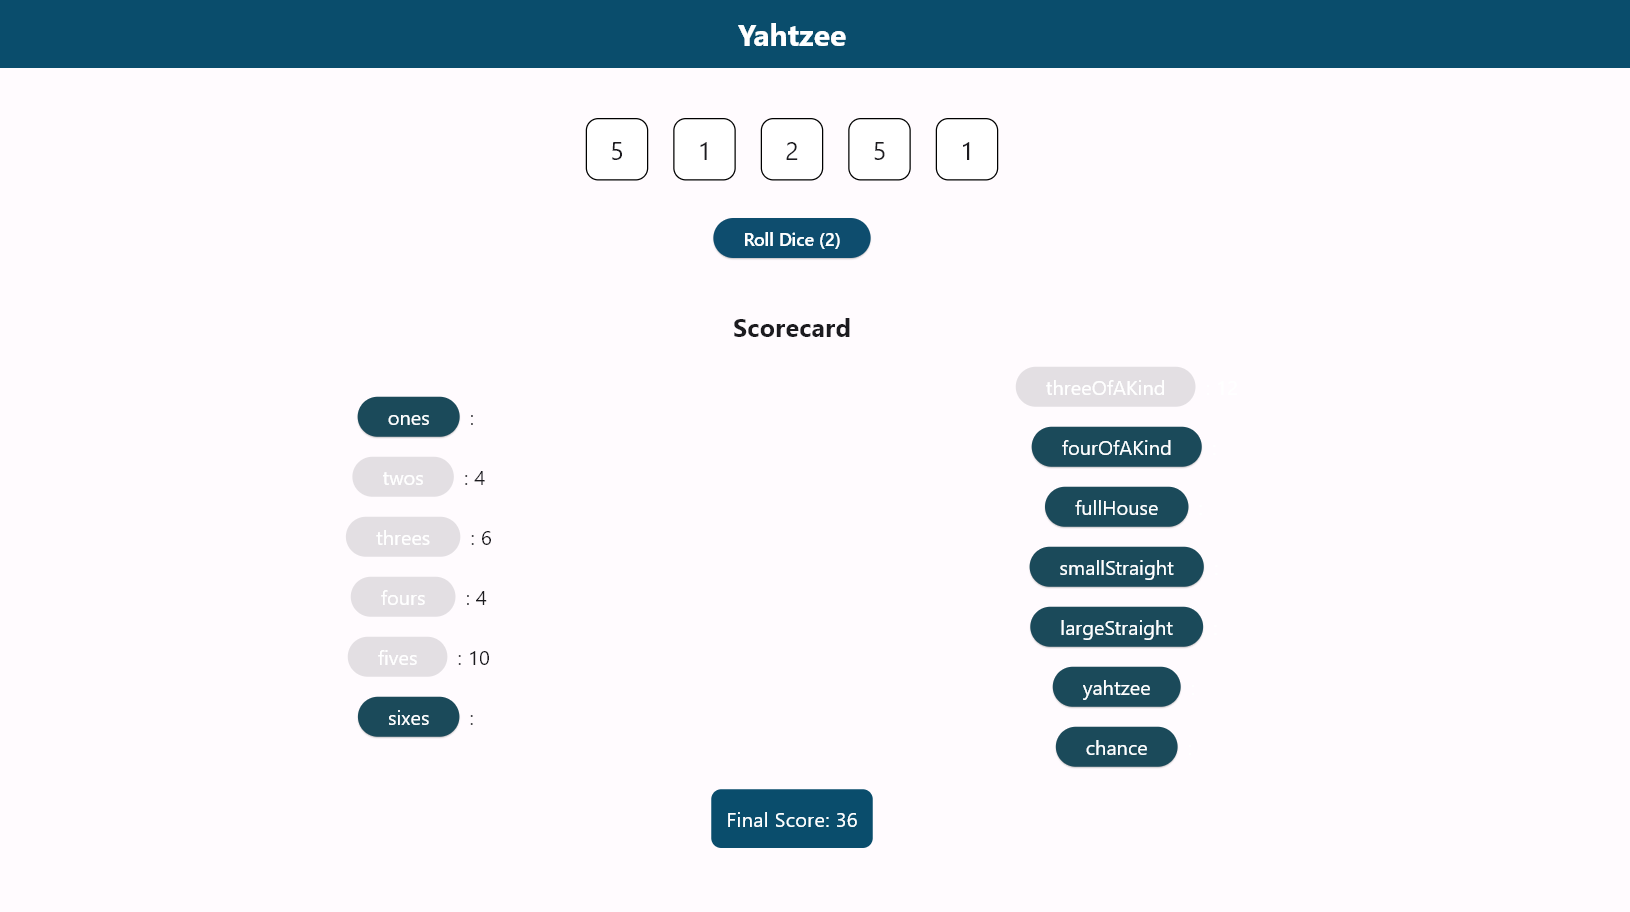 Yahtzee
5 1 2 5 1
Roll Dice (2)
Scorecard
ones :
twos : 4
threes : 6
fours : 4
fives : 10
sixes :
threeOfAKind
fourOfAKind
fullHouse
smallStraight
largeStraight
yahtzee
chance
Final Score: 36